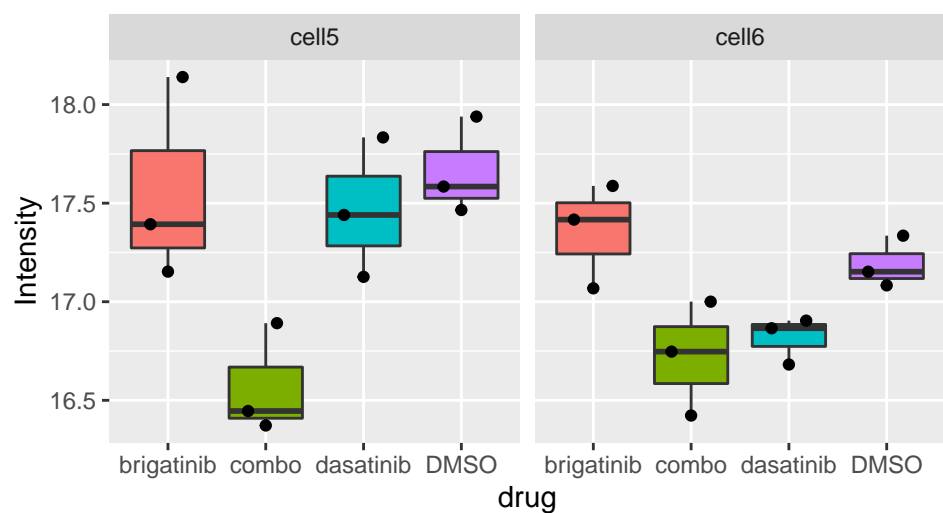 cell5 cell6
Intensity
18.0
17.5
17.0
16.5
brigatinib combo dasatinib DMSO brigatinib combo dasatinib DMSO
drug